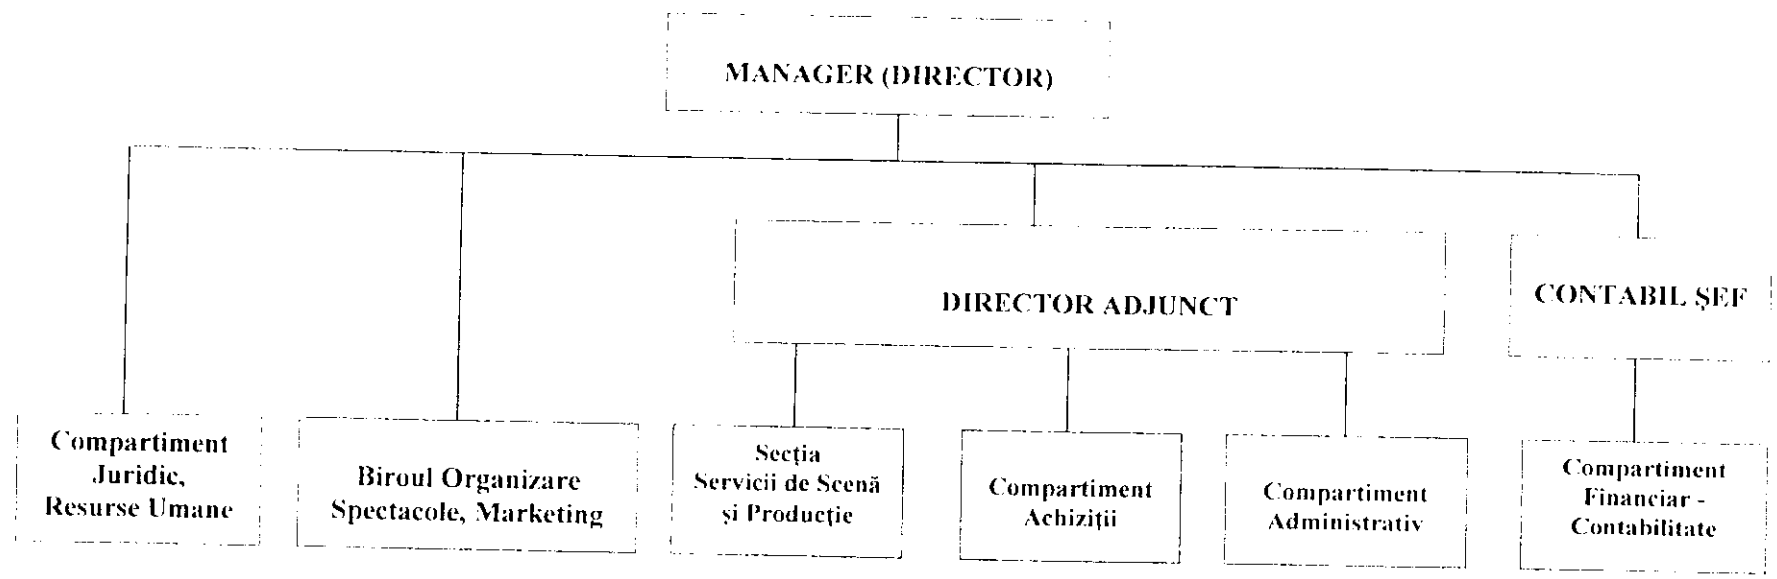 MANAGER (DIRECTOR)
DIRECTOR ADJUNCT
CONTABIL ȘEF
Compartiment
Juridic,
Resurse Umane
Biroul Organizare
Spectacole, Marketing
Secția
Servicii de Scenă
și Producție
Compartiment
Achiziții
Compartiment
Administrativ
Compartiment
Financiar -
Contabilitate